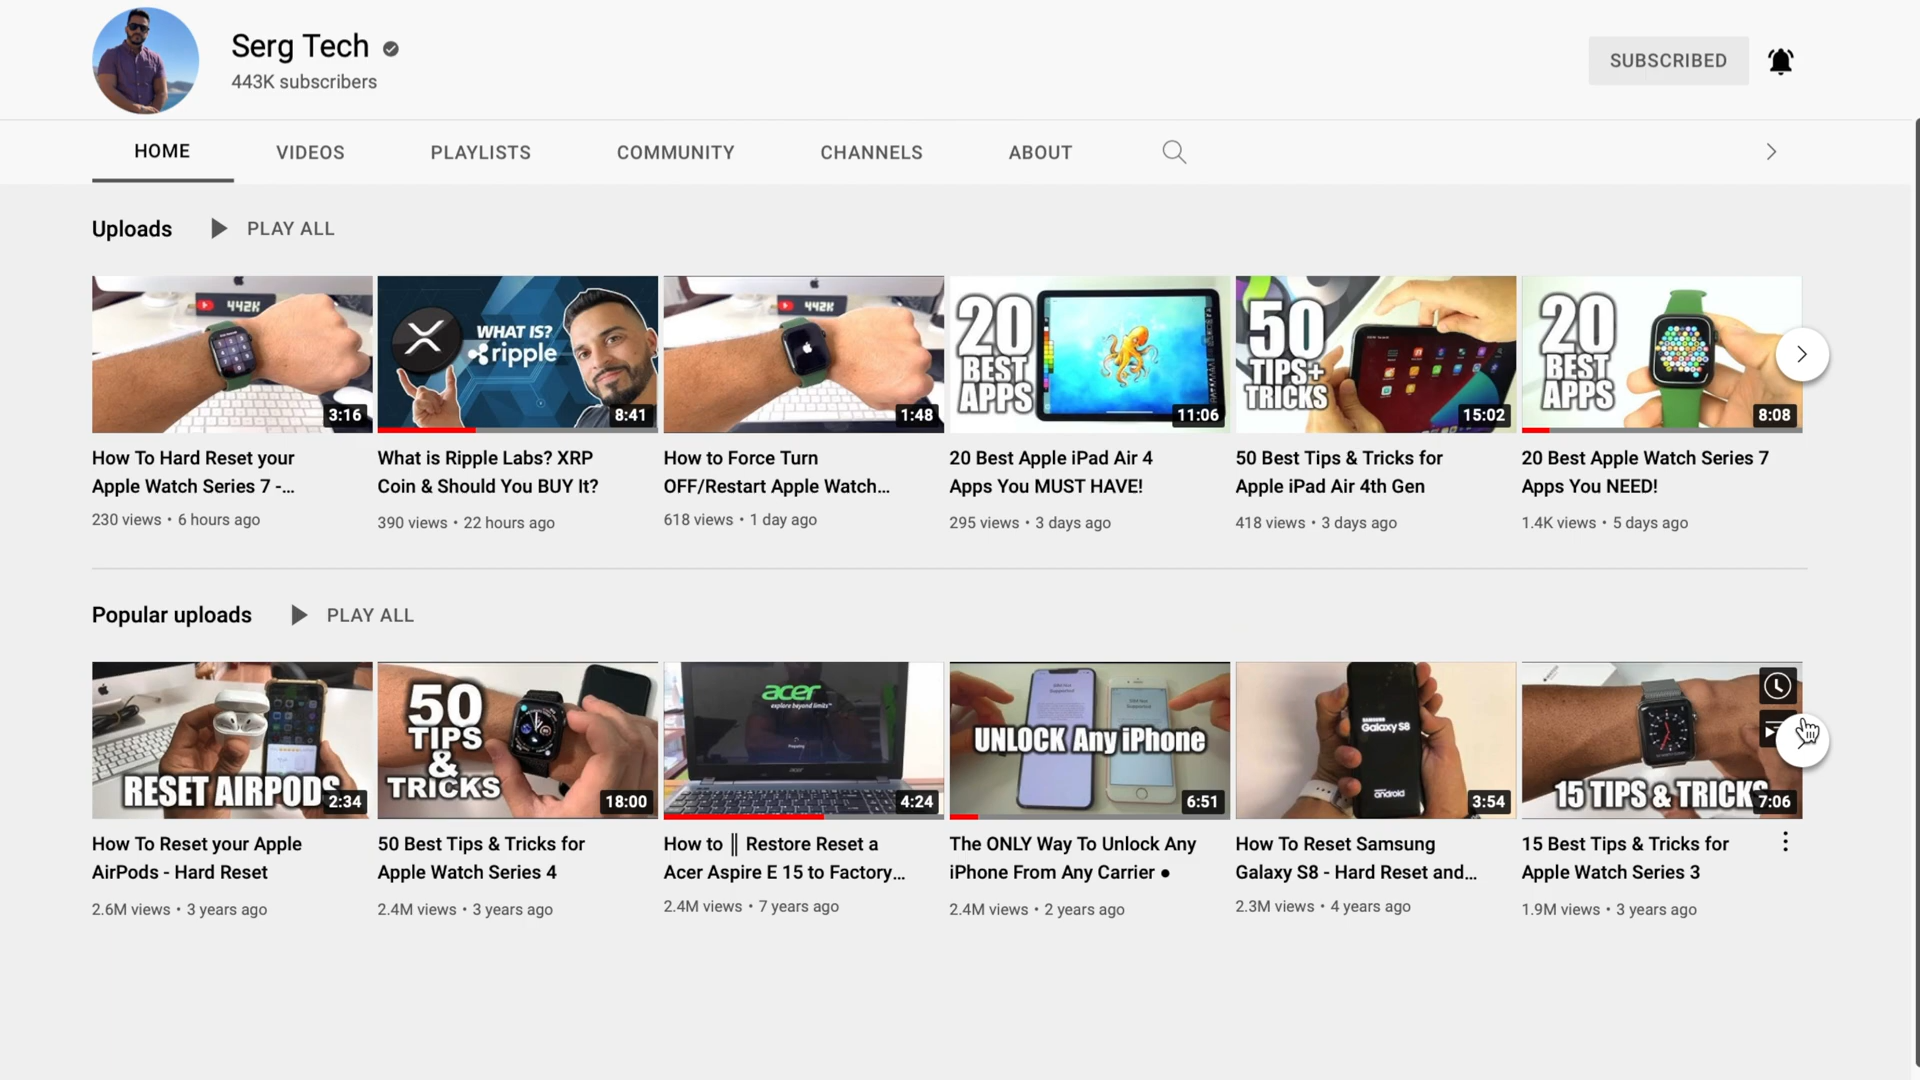 Serg Tech
443K subscribers
SUBSCRIBED
HOME VIDEOS PLAYLISTS COMMUNITY CHANNELS ABOUT
Uploads PLAY ALL
442K
3:16
WHAT IS?
ripple
8:41
442K
1:48
20
BEST
APPS
11:06
50
TIPS+
TRICKS
15:02
20
BEST
APPS
8:08
How To Hard Reset your
Apple Watch Series 7 -...
230 views • 6 hours ago
What is Ripple Labs? XRP
Coin & Should You BUY It?
390 views • 22 hours ago
How to Force Turn
OFF/Restart Apple Watch...
618 views • 1 day ago
20 Best Apple iPad Air 4
Apps You MUST HAVE!
295 views • 3 days ago
50 Best Tips & Tricks for
Apple iPad Air 4th Gen
418 views • 3 days ago
20 Best Apple Watch Series 7
Apps You NEED!
1.4K views • 5 days ago
Popular uploads PLAY ALL
RESET AIRPODS
2:34
50
TIPS
&
TRICKS
18:00
acer
explore beyond limits™
Preparing
acer
4:24
UNLOCK Any iPhone
6:51
SAMSUNG
Galaxy S8
android
3:54
15 TIPS & TRICKS
7:06
How To Reset your Apple
AirPods - Hard Reset
2.6M views • 3 years ago
50 Best Tips & Tricks for
Apple Watch Series 4
2.4M views • 3 years ago
How to ║ Restore Reset a
Acer Aspire E 15 to Factory...
2.4M views • 7 years ago
The ONLY Way To Unlock Any
iPhone From Any Carrier ●
2.4M views • 2 years ago
How To Reset Samsung
Galaxy S8 - Hard Reset and...
2.3M views • 4 years ago
15 Best Tips & Tricks for
Apple Watch Series 3
1.9M views • 3 years ago